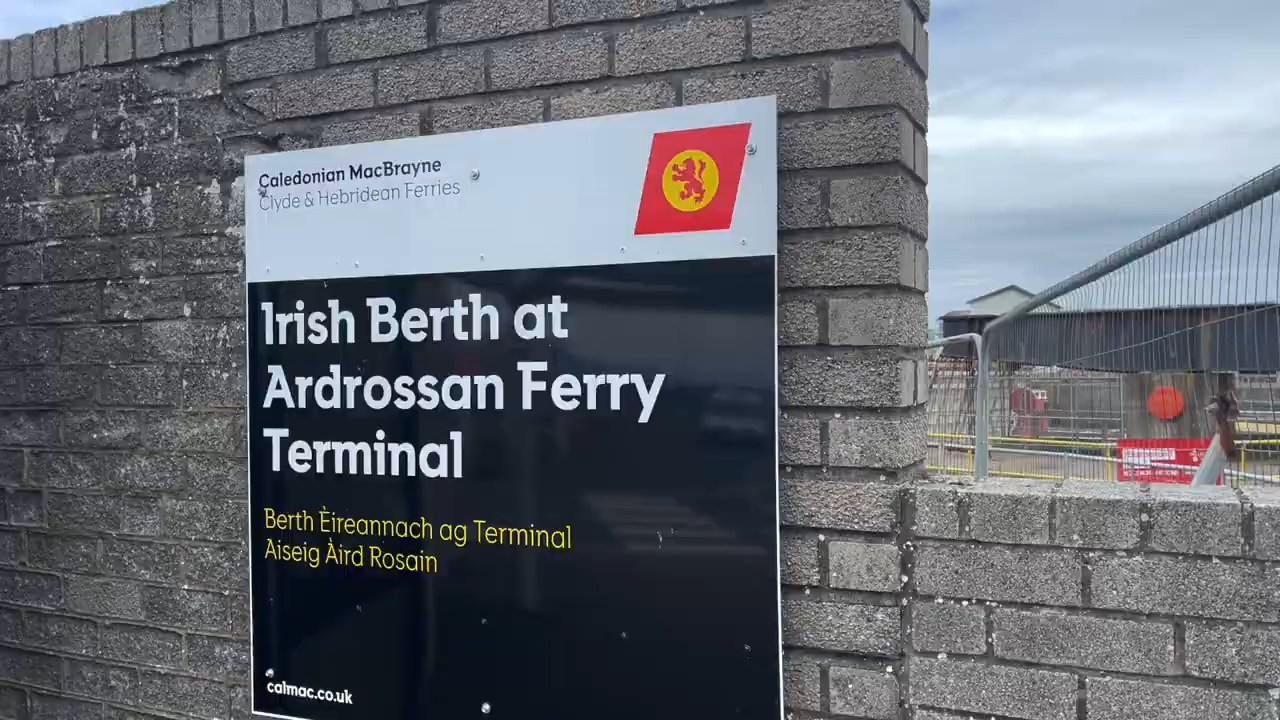 Caledonian MacBrayne
Clyde & Hebridean Ferries
Irish Berth at
Ardrossan Ferry
Terminal
Berth Èireannach ag Terminal
Aiseig Àird Rosain
calmac.co.uk